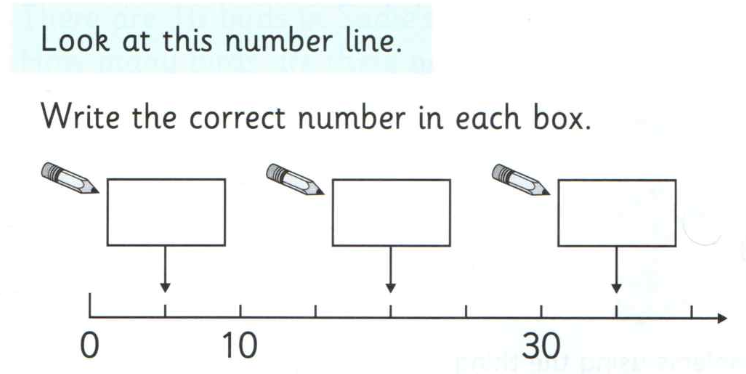 Look at this number line.
Write the correct number in each box.
0 10 30